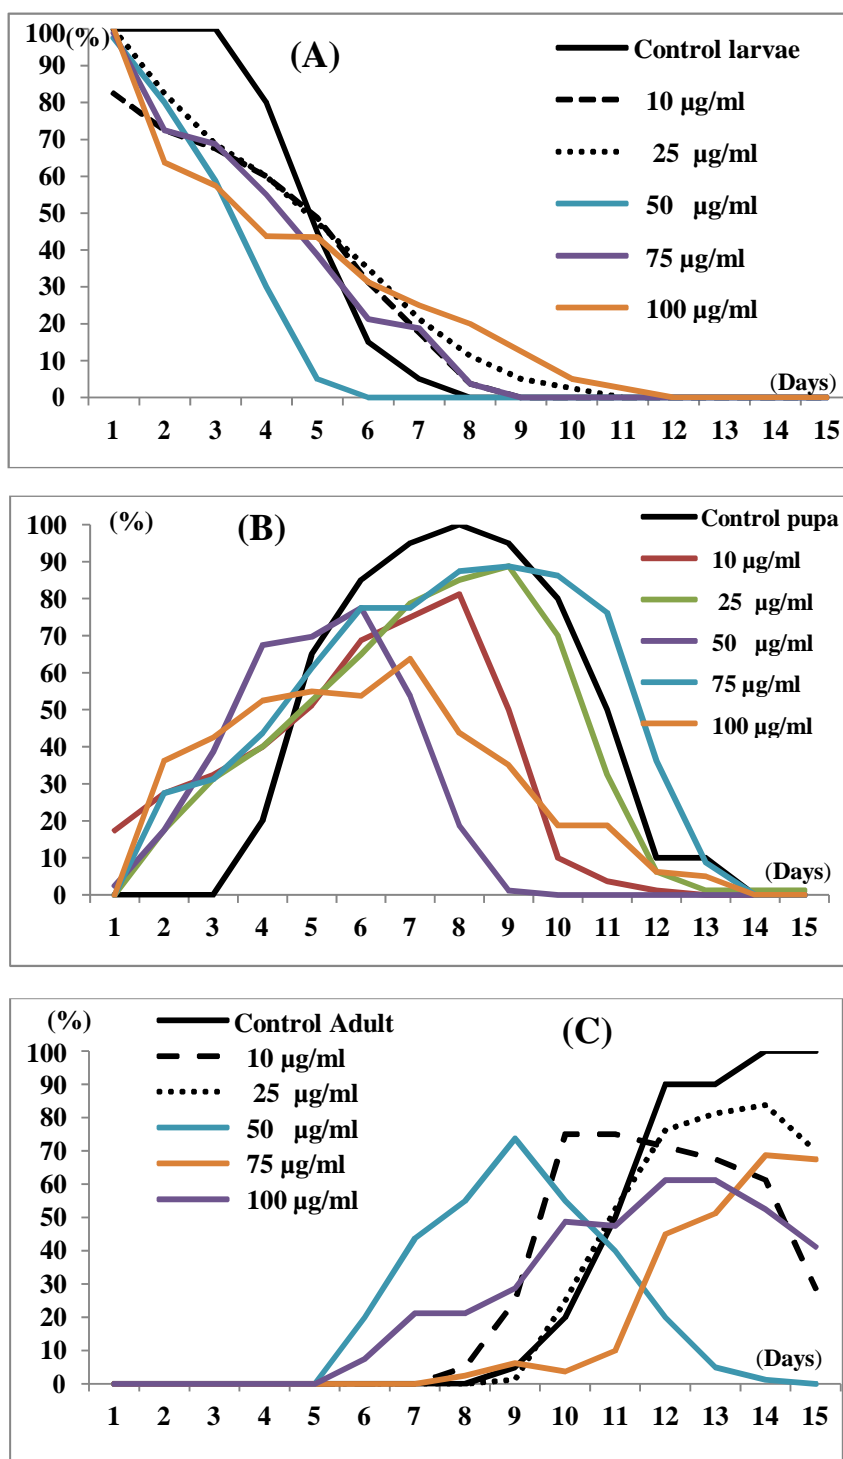 100 (%)
90
80
70
60
50
40
30
20
10
0
(A)
Control larvae
10 µg/ml
25 µg/ml
50 µg/ml
75 µg/ml
100 µg/ml
(Days)
1 2 3 4 5 6 7 8 9 10 11 12 13 14 15
(%)
(B)
100
90
80
70
60
50
40
30
20
10
0
Control pupa
10 µg/ml
25 µg/ml
50 µg/ml
75 µg/ml
100 µg/ml
(Days)
1 2 3 4 5 6 7 8 9 10 11 12 13 14 15
(%)
(C)
100
90
80
70
60
50
40
30
20
10
0
Control Adult
10 µg/ml
25 µg/ml
50 µg/ml
75 µg/ml
100 µg/ml
(Days)
1 2 3 4 5 6 7 8 9 10 11 12 13 14 15